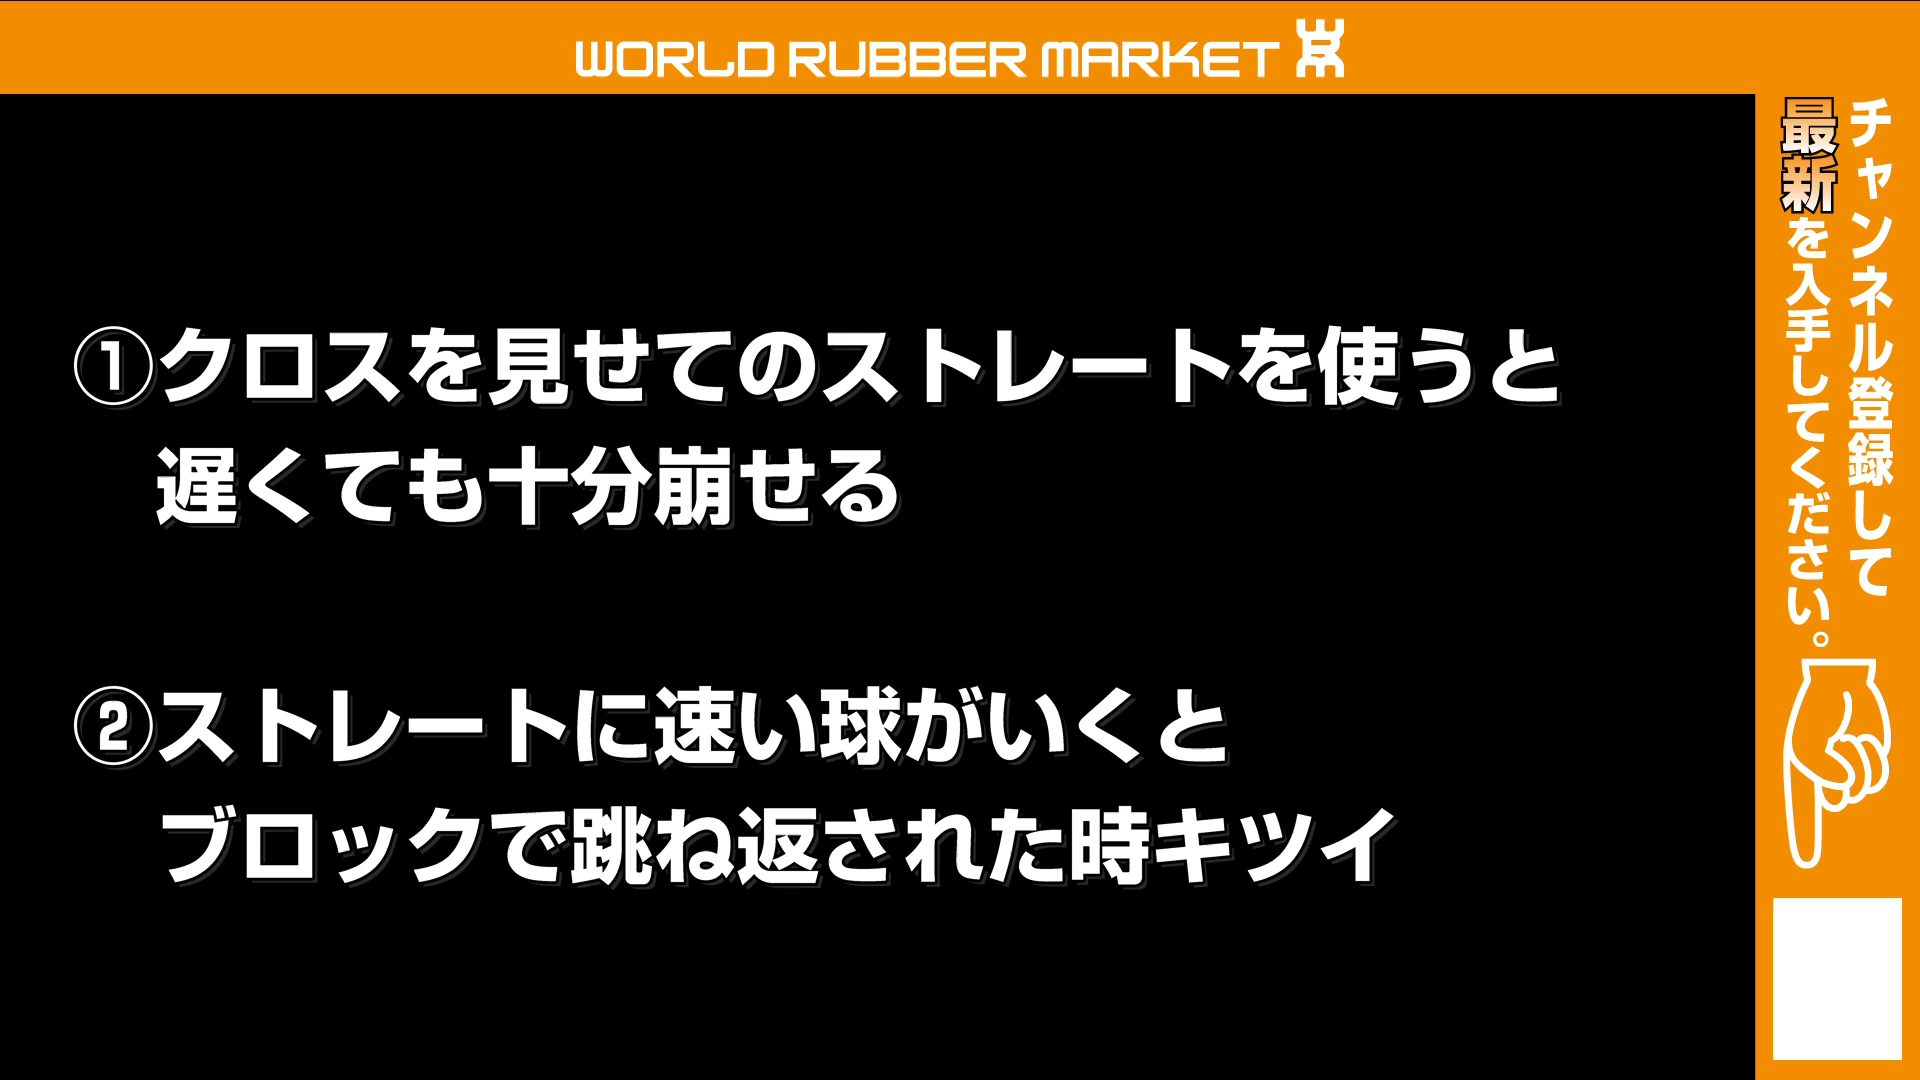 WORLD RUBBER MARKET
①クロスを見せてのストレートを使うと
遅くても十分崩せる
②ストレートに速い球がいくと
ブロックで跳ね返された時キツイ
チャンネル登録して
最新を入手してください。